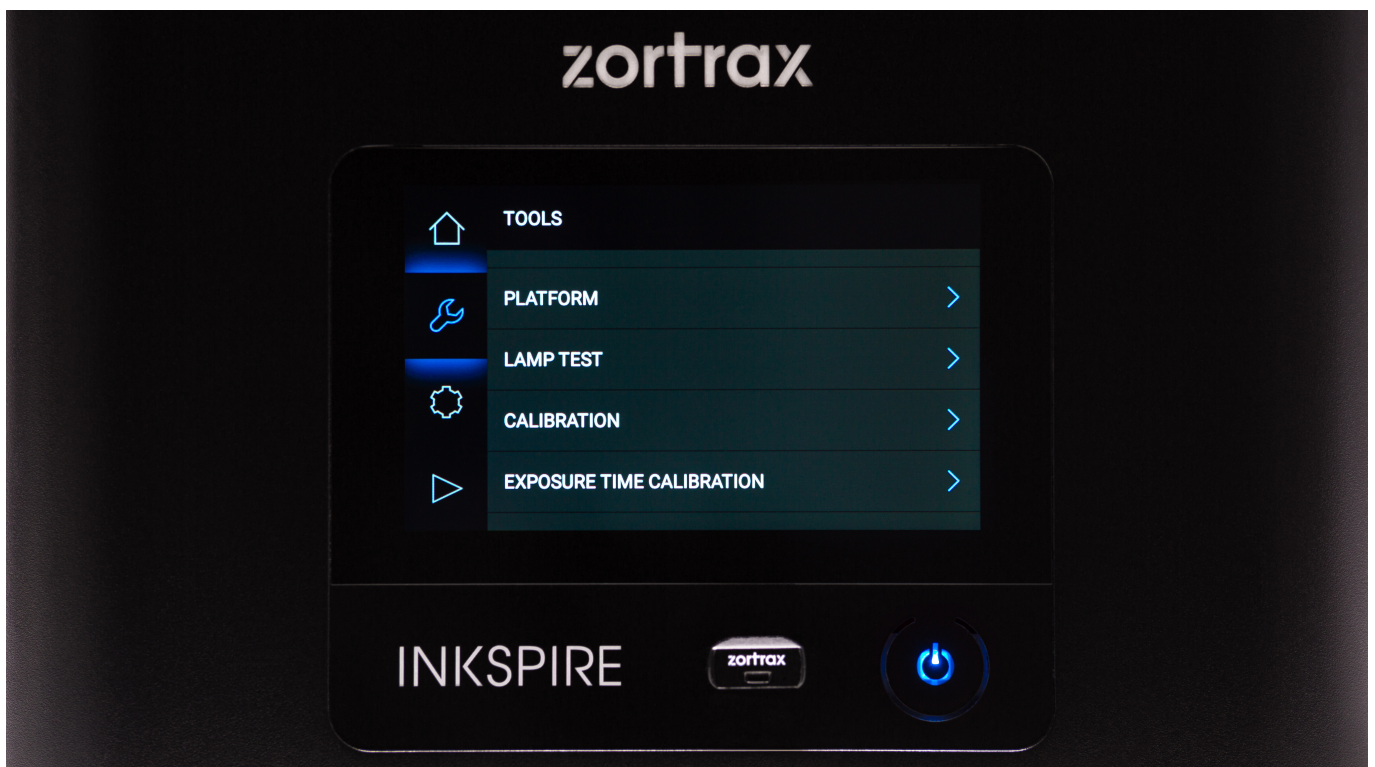 zortrax
TOOLS
PLATFORM
LAMP TEST
CALIBRATION
EXPOSURE TIME CALIBRATION
INKSPIRE
zortrax